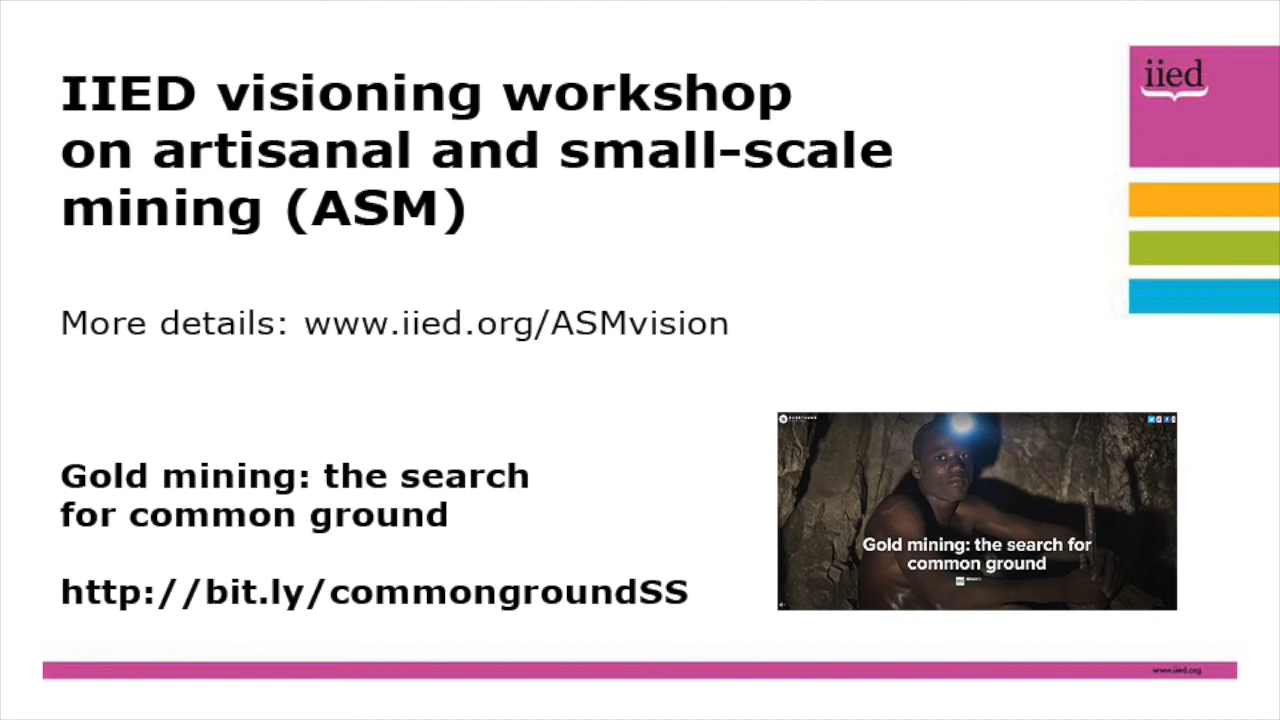 IIED visioning workshop
on artisanal and small-scale
mining (ASM)
iied
More details: www.iied.org/ASMvision
Gold mining: the search
for common ground
http://bit.ly/commongroundSS
Gold mining: the search for
common ground
www.iied.org